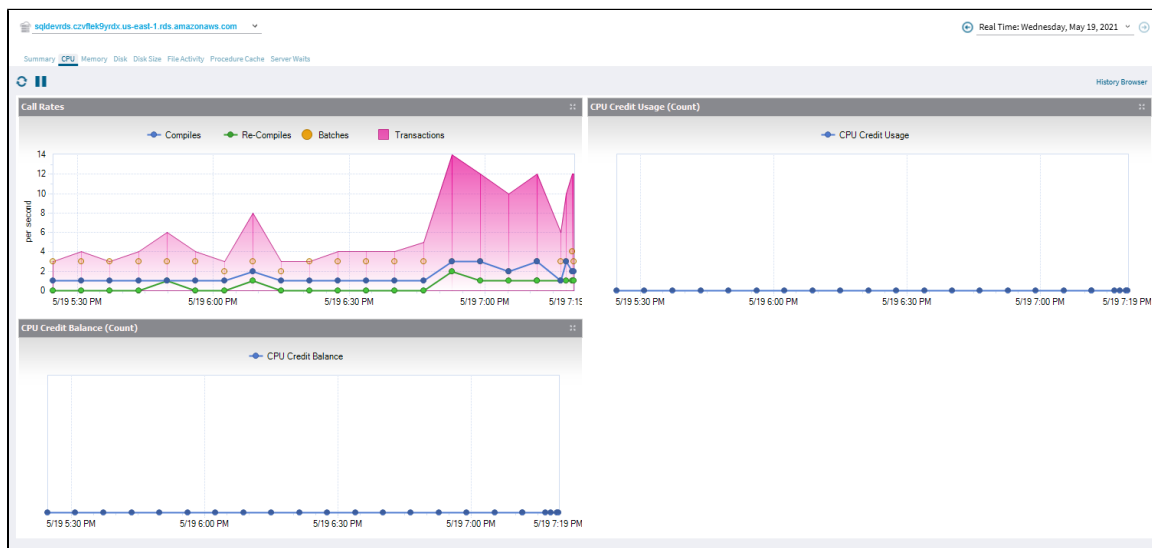 sqldevrds.czvflek9yrdx.us-east-1.rds.amazonaws.com
Real Time: Wednesday, May 19, 2021
Summary CPU Memory Disk Disk Size File Activity Procedure Cache Server Waits
History Browser
Call Rates
Compiles Re-Compiles Batches Transactions
14
12
10
8
6
4
2
0
per second
5/19 5:30 PM 5/19 6:00 PM 5/19 6:30 PM 5/19 7:00 PM 5/19 7:1
CPU Credit Usage (Count)
CPU Credit Usage
5/19 5:30 PM 5/19 6:00 PM 5/19 6:30 PM 5/19 7:00 PM 5/19 7:19 PM
CPU Credit Balance (Count)
CPU Credit Balance
5/19 5:30 PM 5/19 6:00 PM 5/19 6:30 PM 5/19 7:00 PM 5/19 7:19 PM